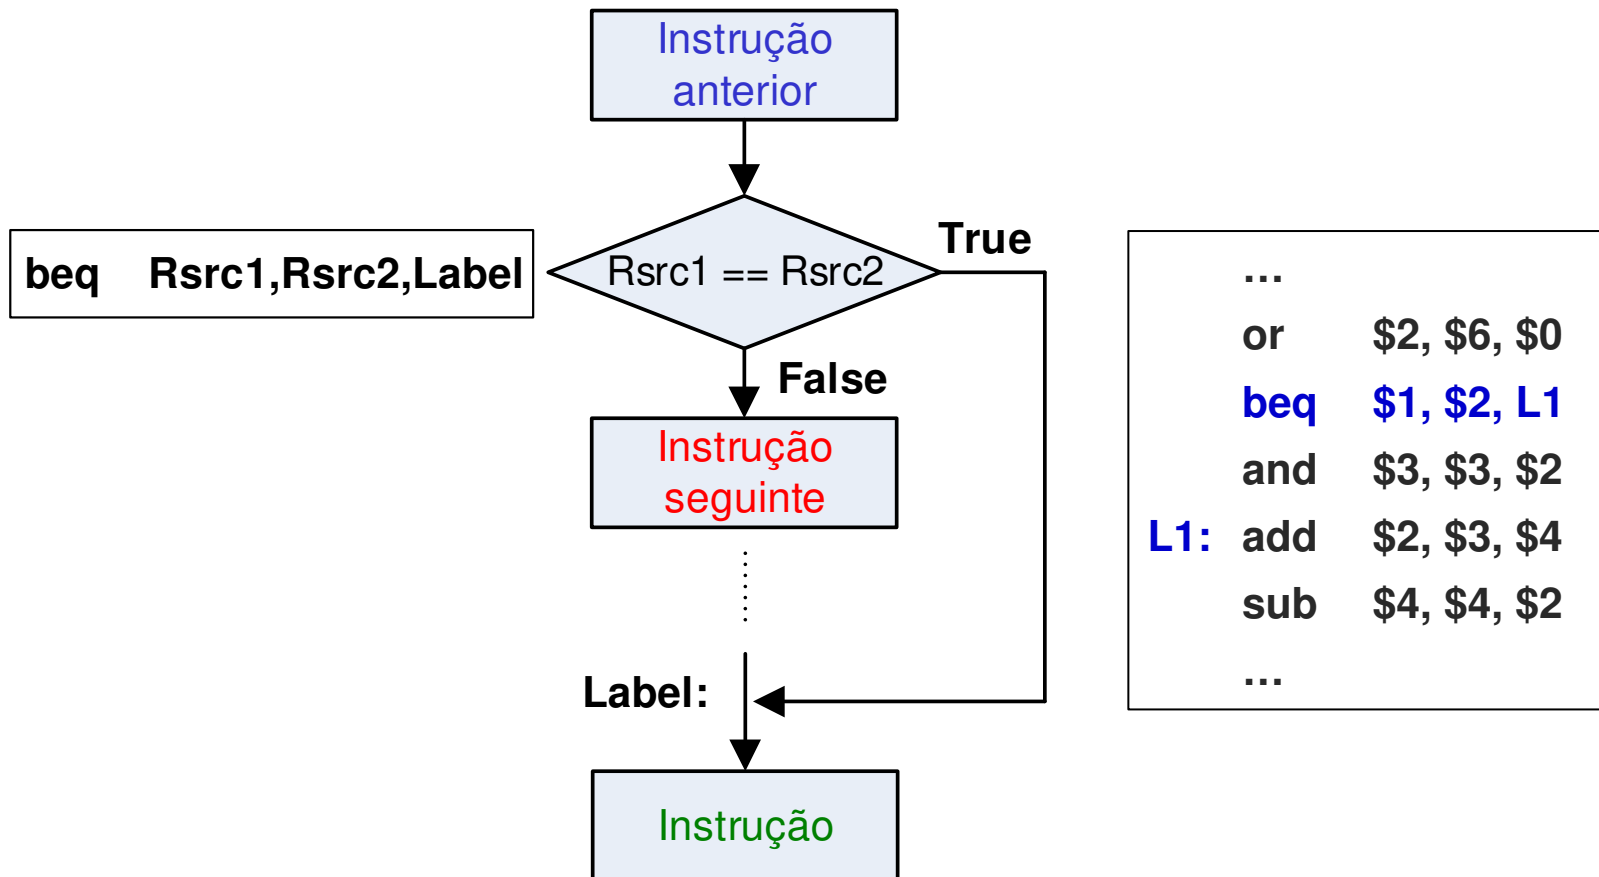 Instrução
anterior
beq Rsrc1,Rsrc2,Label
Rsrc1 == Rsrc2
True
False
Instrução
seguinte
Label:
Instrução
...
or $2, $6, $0
beq $1, $2, L1
and $3, $3, $2
L1: add $2, $3, $4
sub $4, $4, $2
...